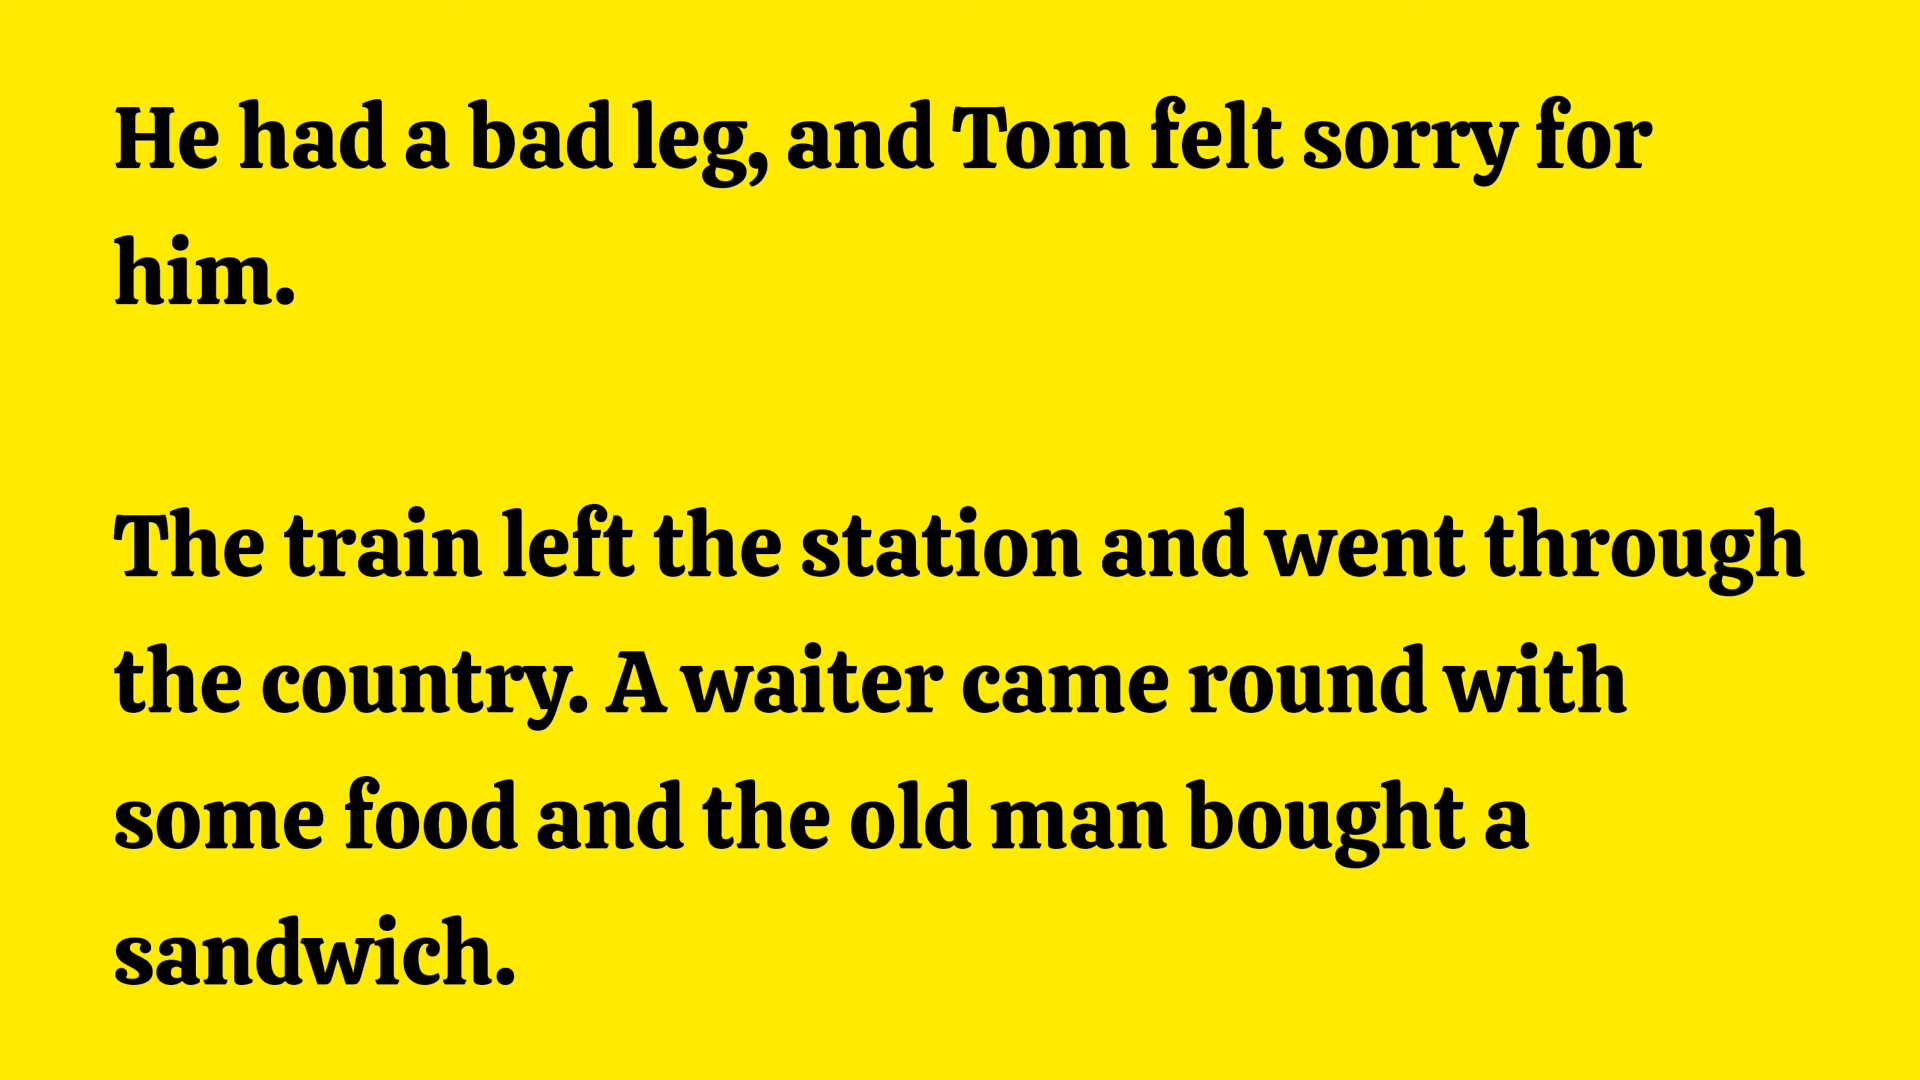 He had a bad leg, and Tom felt sorry for
him.
The train left the station and went through
the country. A waiter came round with
some food and the old man bought a
sandwich.